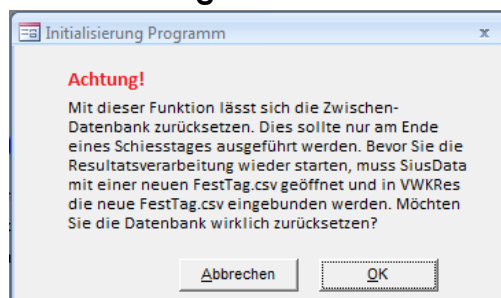 Initialisierung Programm
x
Achtung!
Mit dieser Funktion lässt sich die Zwischen-
Datenbank zurücksetzen. Dies sollte nur am Ende
eines Schiesstages ausgeführt werden. Bevor Sie die
Resultatsverarbeitung wieder starten, muss SiusData
mit einer neuen FestTag.csv geöffnet und in VWKRes
die neue FestTag.csv eingebunden werden. Möchten
Sie die Datenbank wirklich zurücksetzen?
Abbrechen OK